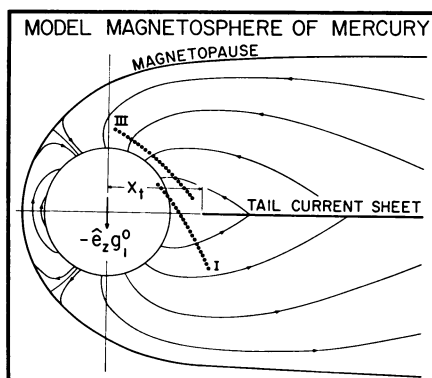 MODEL MAGNETOSPHERE OF MERCURY
MAGNETOPAUSE
III
X_t
TAIL CURRENT SHEET
-ê_z g_1^0
I